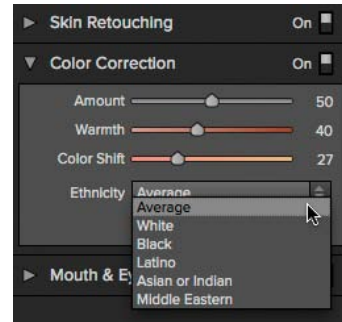 Skin Retouching On
Color Correction On
Amount 50
Warmth 40
Color Shift 27
Ethnicity Average
Average
White
Black
Latino
Asian or Indian
Middle Eastern
Mouth &